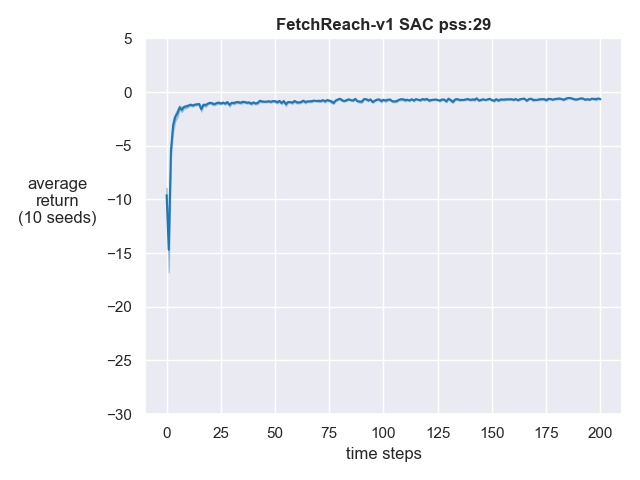 FetchReach-v1 SAC pss:29
5
0
−5
−10
−15
−20
−25
−30
average
return
(10 seeds)
0 25 50 75 100 125 150 175 200
time steps